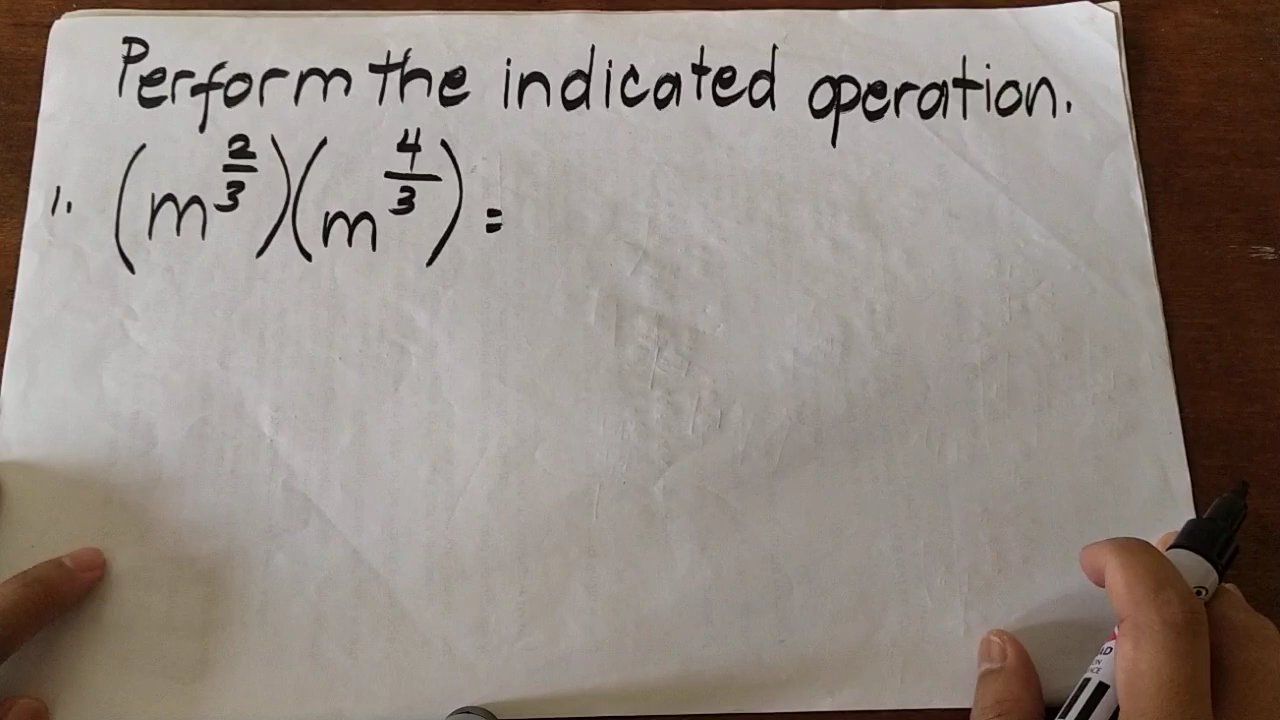 Perform the indicated operation.
1. (m^{2/3})(m^{4/3}) =